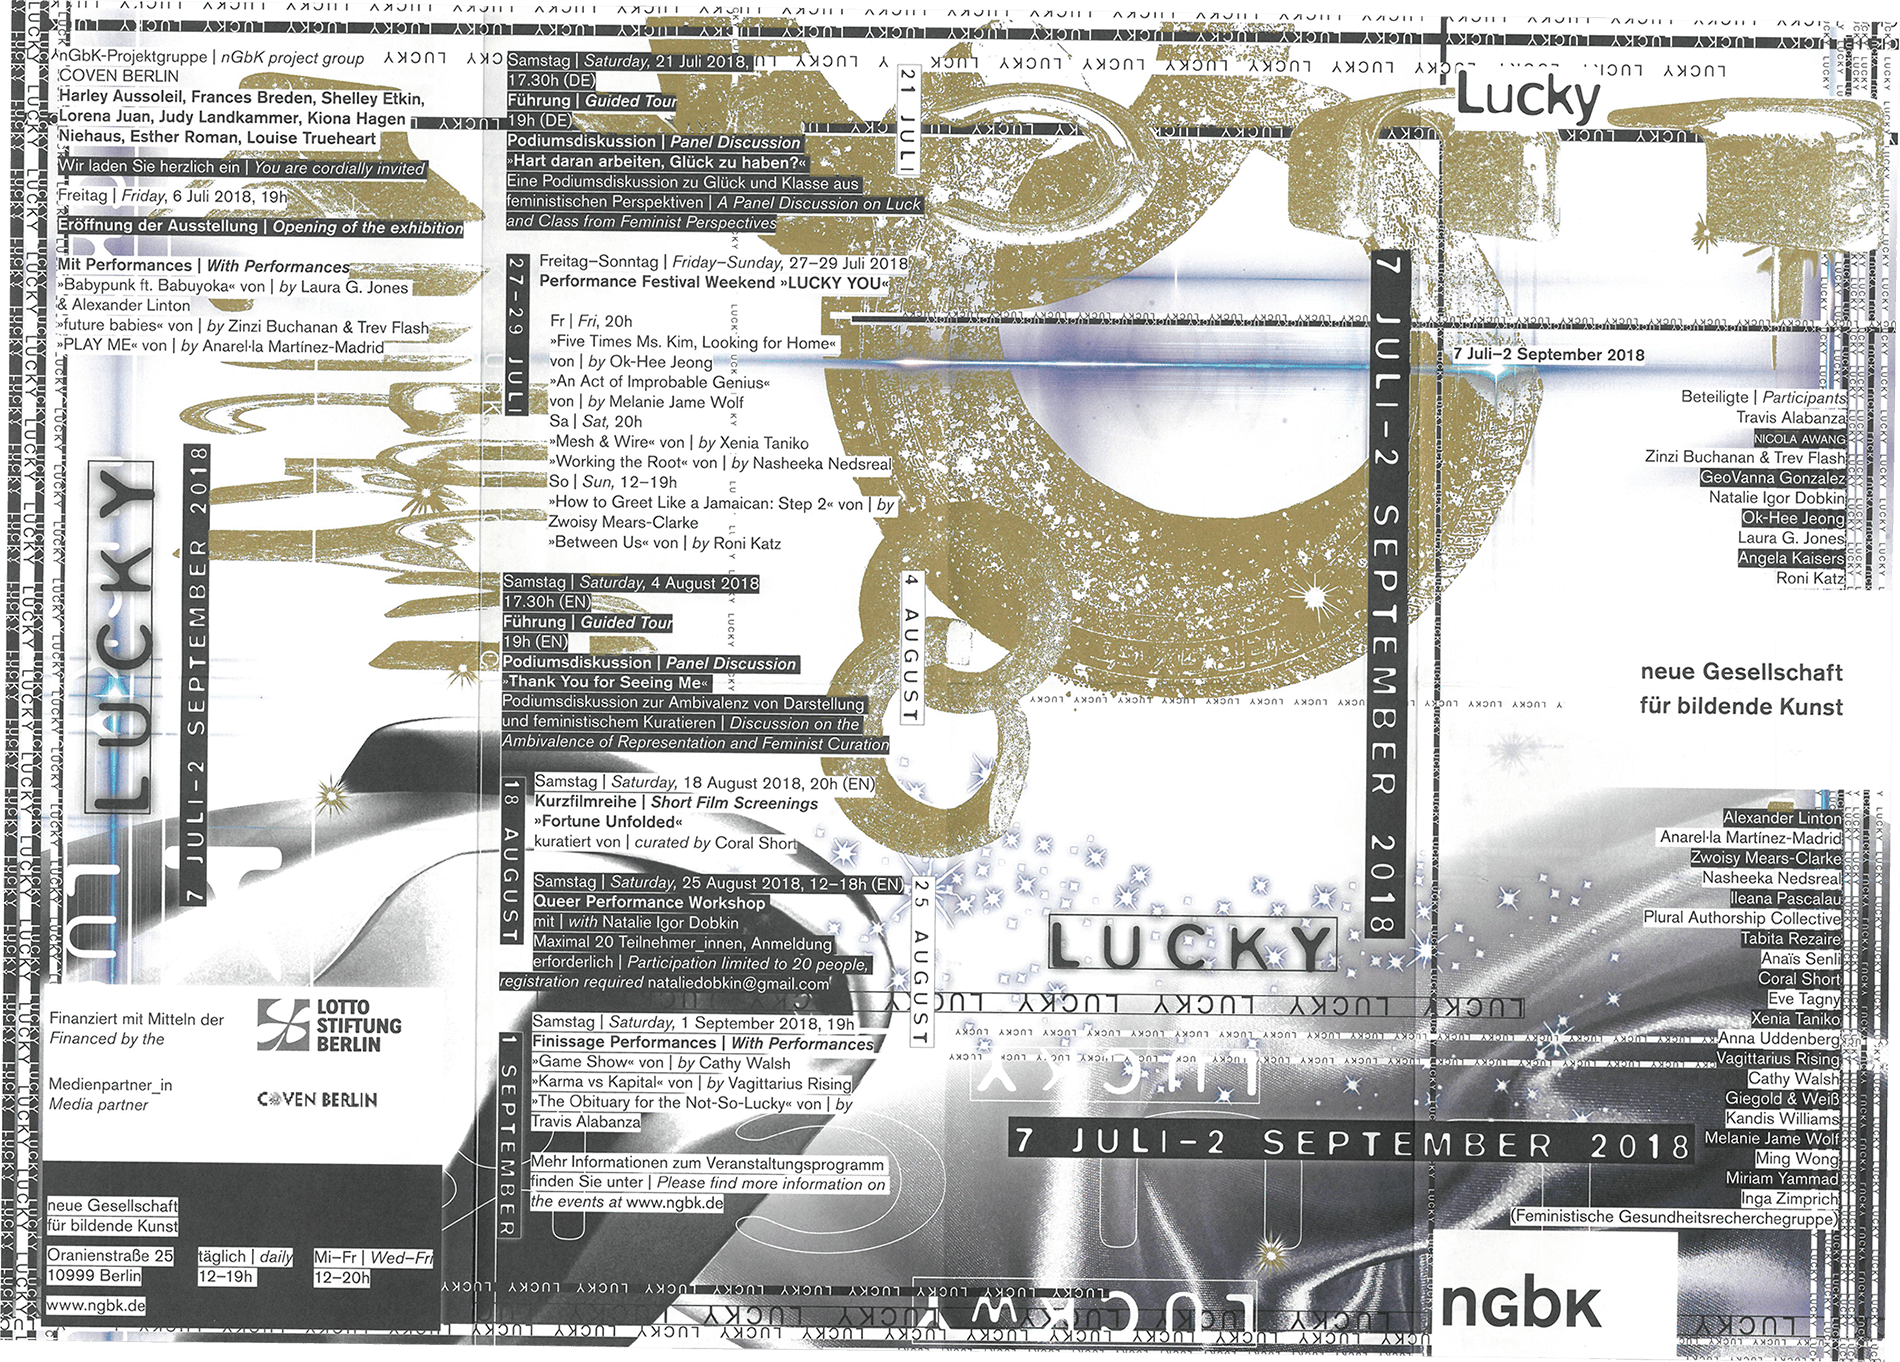 nGbK-Projektgruppe | nGbK project group
COVEN BERLIN
Harley Aussoleil, Frances Breden, Shelley Etkin,
Lorena Juan, Judy Landkammer, Kiona Hagen
Niehaus, Esther Roman, Louise Trueheart
Wir laden Sie herzlich ein | You are cordially invited
Freitag | Friday, 6 Juli 2018, 19h
Eröffnung der Ausstellung | Opening of the exhibition
Mit Performances | With Performances
»Babypunk ft. Babuyoka« von | by Laura G. Jones
& Alexander Linton
»future babies« von | by Zinzi Buchanan & Trev Flash
»PLAY ME« von | by Anarel·la Martínez-Madrid
LUCKY
7 JULI–2 SEPTEMBER 2018
Finanziert mit Mitteln der
Financed by the
LOTTO
STIFTUNG
BERLIN
Medienpartner_in
Media partner
COVEN BERLIN
neue Gesellschaft
für bildende Kunst
Oranienstraße 25
10999 Berlin
täglich | daily
12–19h
Mi–Fr | Wed–Fri
12–20h
www.ngbk.de
Samstag | Saturday, 21 Juli 2018,
17.30h (DE)
Führung | Guided Tour
19h (DE)
Podiumsdiskussion | Panel Discussion
»Hart daran arbeiten, Glück zu haben?«
Eine Podiumsdiskussion zu Glück und Klasse aus
feministischen Perspektiven | A Panel Discussion on Luck
and Class from Feminist Perspectives
21 JULI
27–29 JULI
Freitag–Sonntag | Friday–Sunday, 27–29 Juli 2018
Performance Festival Weekend »LUCKY YOU«
Fr | Fri, 20h
»Five Times Ms. Kim, Looking for Home«
von | by Ok-Hee Jeong
»An Act of Improbable Genius«
von | by Melanie Jame Wolf
Sa | Sat, 20h
»Mesh & Wire« von | by Xenia Taniko
»Working the Root« von | by Nasheeka Nedsreal
So | Sun, 12–19h
»How to Greet Like a Jamaican: Step 2« von | by
Zwoisy Mears-Clarke
»Between Us« von | by Roni Katz
Samstag | Saturday, 4 August 2018
17.30h (EN)
Führung | Guided Tour
19h (EN)
Podiumsdiskussion | Panel Discussion
»Thank You for Seeing Me«
Podiumsdiskussion zur Ambivalenz von Darstellung
und feministischem Kuratieren | Discussion on the
Ambivalence of Representation and Feminist Curation
4 AUGUST
18 AUGUST
Samstag | Saturday, 18 August 2018, 20h (EN)
Kurzfilmreihe | Short Film Screenings
»Fortune Unfolded«
kuratiert von | curated by Coral Short
Samstag | Saturday, 25 August 2018, 12–18h (EN)
Queer Performance Workshop
mit | with Natalie Igor Dobkin
Maximal 20 Teilnehmer_innen, Anmeldung
erforderlich | Participation limited to 20 people,
registration required nataliedobkin@gmail.com
25 AUGUST
1 SEPTEMBER
Samstag | Saturday, 1 September 2018, 19h
Finissage Performances | With Performances
»Game Show« von | by Cathy Walsh
»Karma vs Kapital« von | by Vagittarius Rising
»The Obituary for the Not-So-Lucky« von | by
Travis Alabanza
Mehr Informationen zum Veranstaltungsprogramm
finden Sie unter | Please find more information on
the events at www.ngbk.de
7 JULI–2 SEPTEMBER 2018
LUCKY
7 JULI–2 SEPTEMBER 2018
Lucky
7 Juli–2 September 2018
Beteiligte | Participants
Travis Alabanza
NICOLA AWANG
Zinzi Buchanan & Trev Flash
GeoVanna Gonzalez
Natalie Igor Dobkin
Ok-Hee Jeong
Laura G. Jones
Angela Kaisers
Roni Katz
neue Gesellschaft
für bildende Kunst
Alexander Linton
Anarel·la Martínez-Madrid
Zwoisy Mears-Clarke
Nasheeka Nedsreal
Ileana Pascalau
Plural Authorship Collective
Tabita Rezaire
Anaïs Senli
Coral Short
Eve Tagny
Xenia Taniko
Anna Uddenberg
Vagittarius Rising
Cathy Walsh
Giegold & Weiß
Kandis Williams
Melanie Jame Wolf
Ming Wong
Miriam Yammad
Inga Zimprich
(Feministische Gesundheitsrecherchegruppe)
nGbK